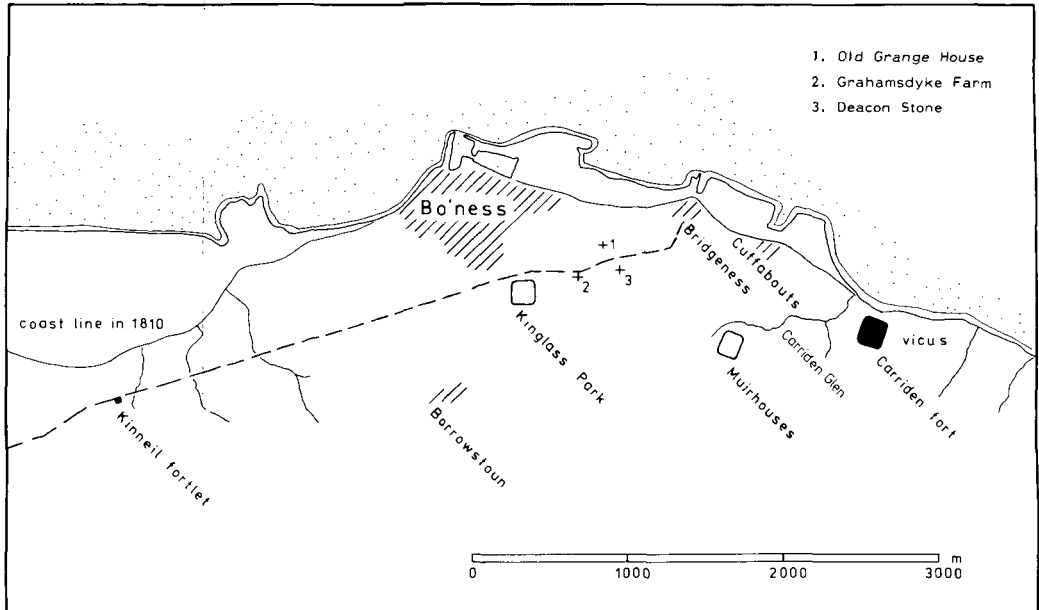 1. Old Grange House
2. Grahamsdyke Farm
3. Deacon Stone
Bo'ness
1
2
3
Bridgeness
Cuffabouts
coast line in 1810
Kinglass Park
Muirhouses
Carriden Glen
vicus
Carriden fort
Kinneil fortlet
Borrowstoun
m
0 1000 2000 3000